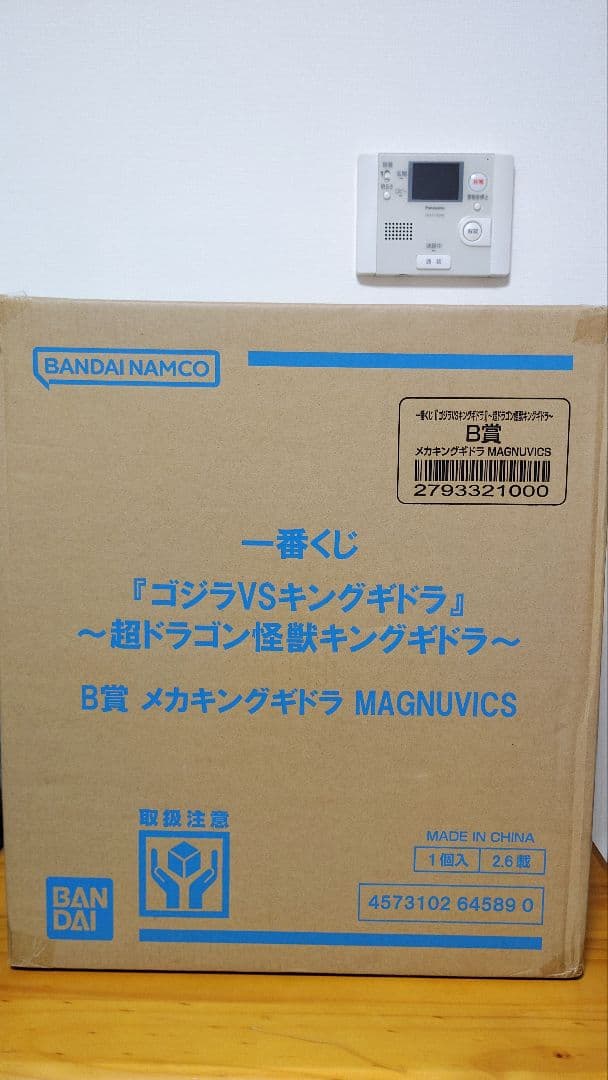 Panasonic
通話
BANDAI NAMCO
一番くじ『ゴジラVSキングギドラ』～超ドラゴン怪獣キングギドラ～
B賞
メカキングギドラ MAGNUVICS
2793321000
一番くじ
『ゴジラVSキングギドラ』
～超ドラゴン怪獣キングギドラ～
B賞 メカキングギドラ MAGNUVICS
取扱注意
MADE IN CHINA
1個入 2.6載
4573102 64589 0
BAN
DAI